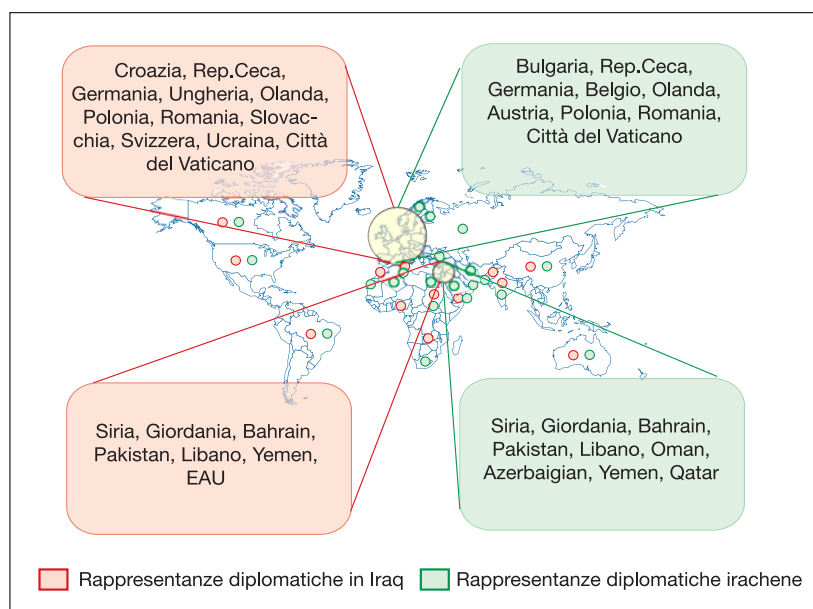 Croazia, Rep.Ceca,
Germania, Ungheria, Olanda,
Polonia, Romania, Slovac-
chia, Svizzera, Ucraina, Città
del Vaticano
Bulgaria, Rep.Ceca,
Germania, Belgio, Olanda,
Austria, Polonia, Romania,
Città del Vaticano
Siria, Giordania, Bahrain,
Pakistan, Libano, Yemen,
EAU
Siria, Giordania, Bahrain,
Pakistan, Libano, Oman,
Azerbaigian, Yemen, Qatar
Rappresentanze diplomatiche in Iraq
Rappresentanze diplomatiche irachene